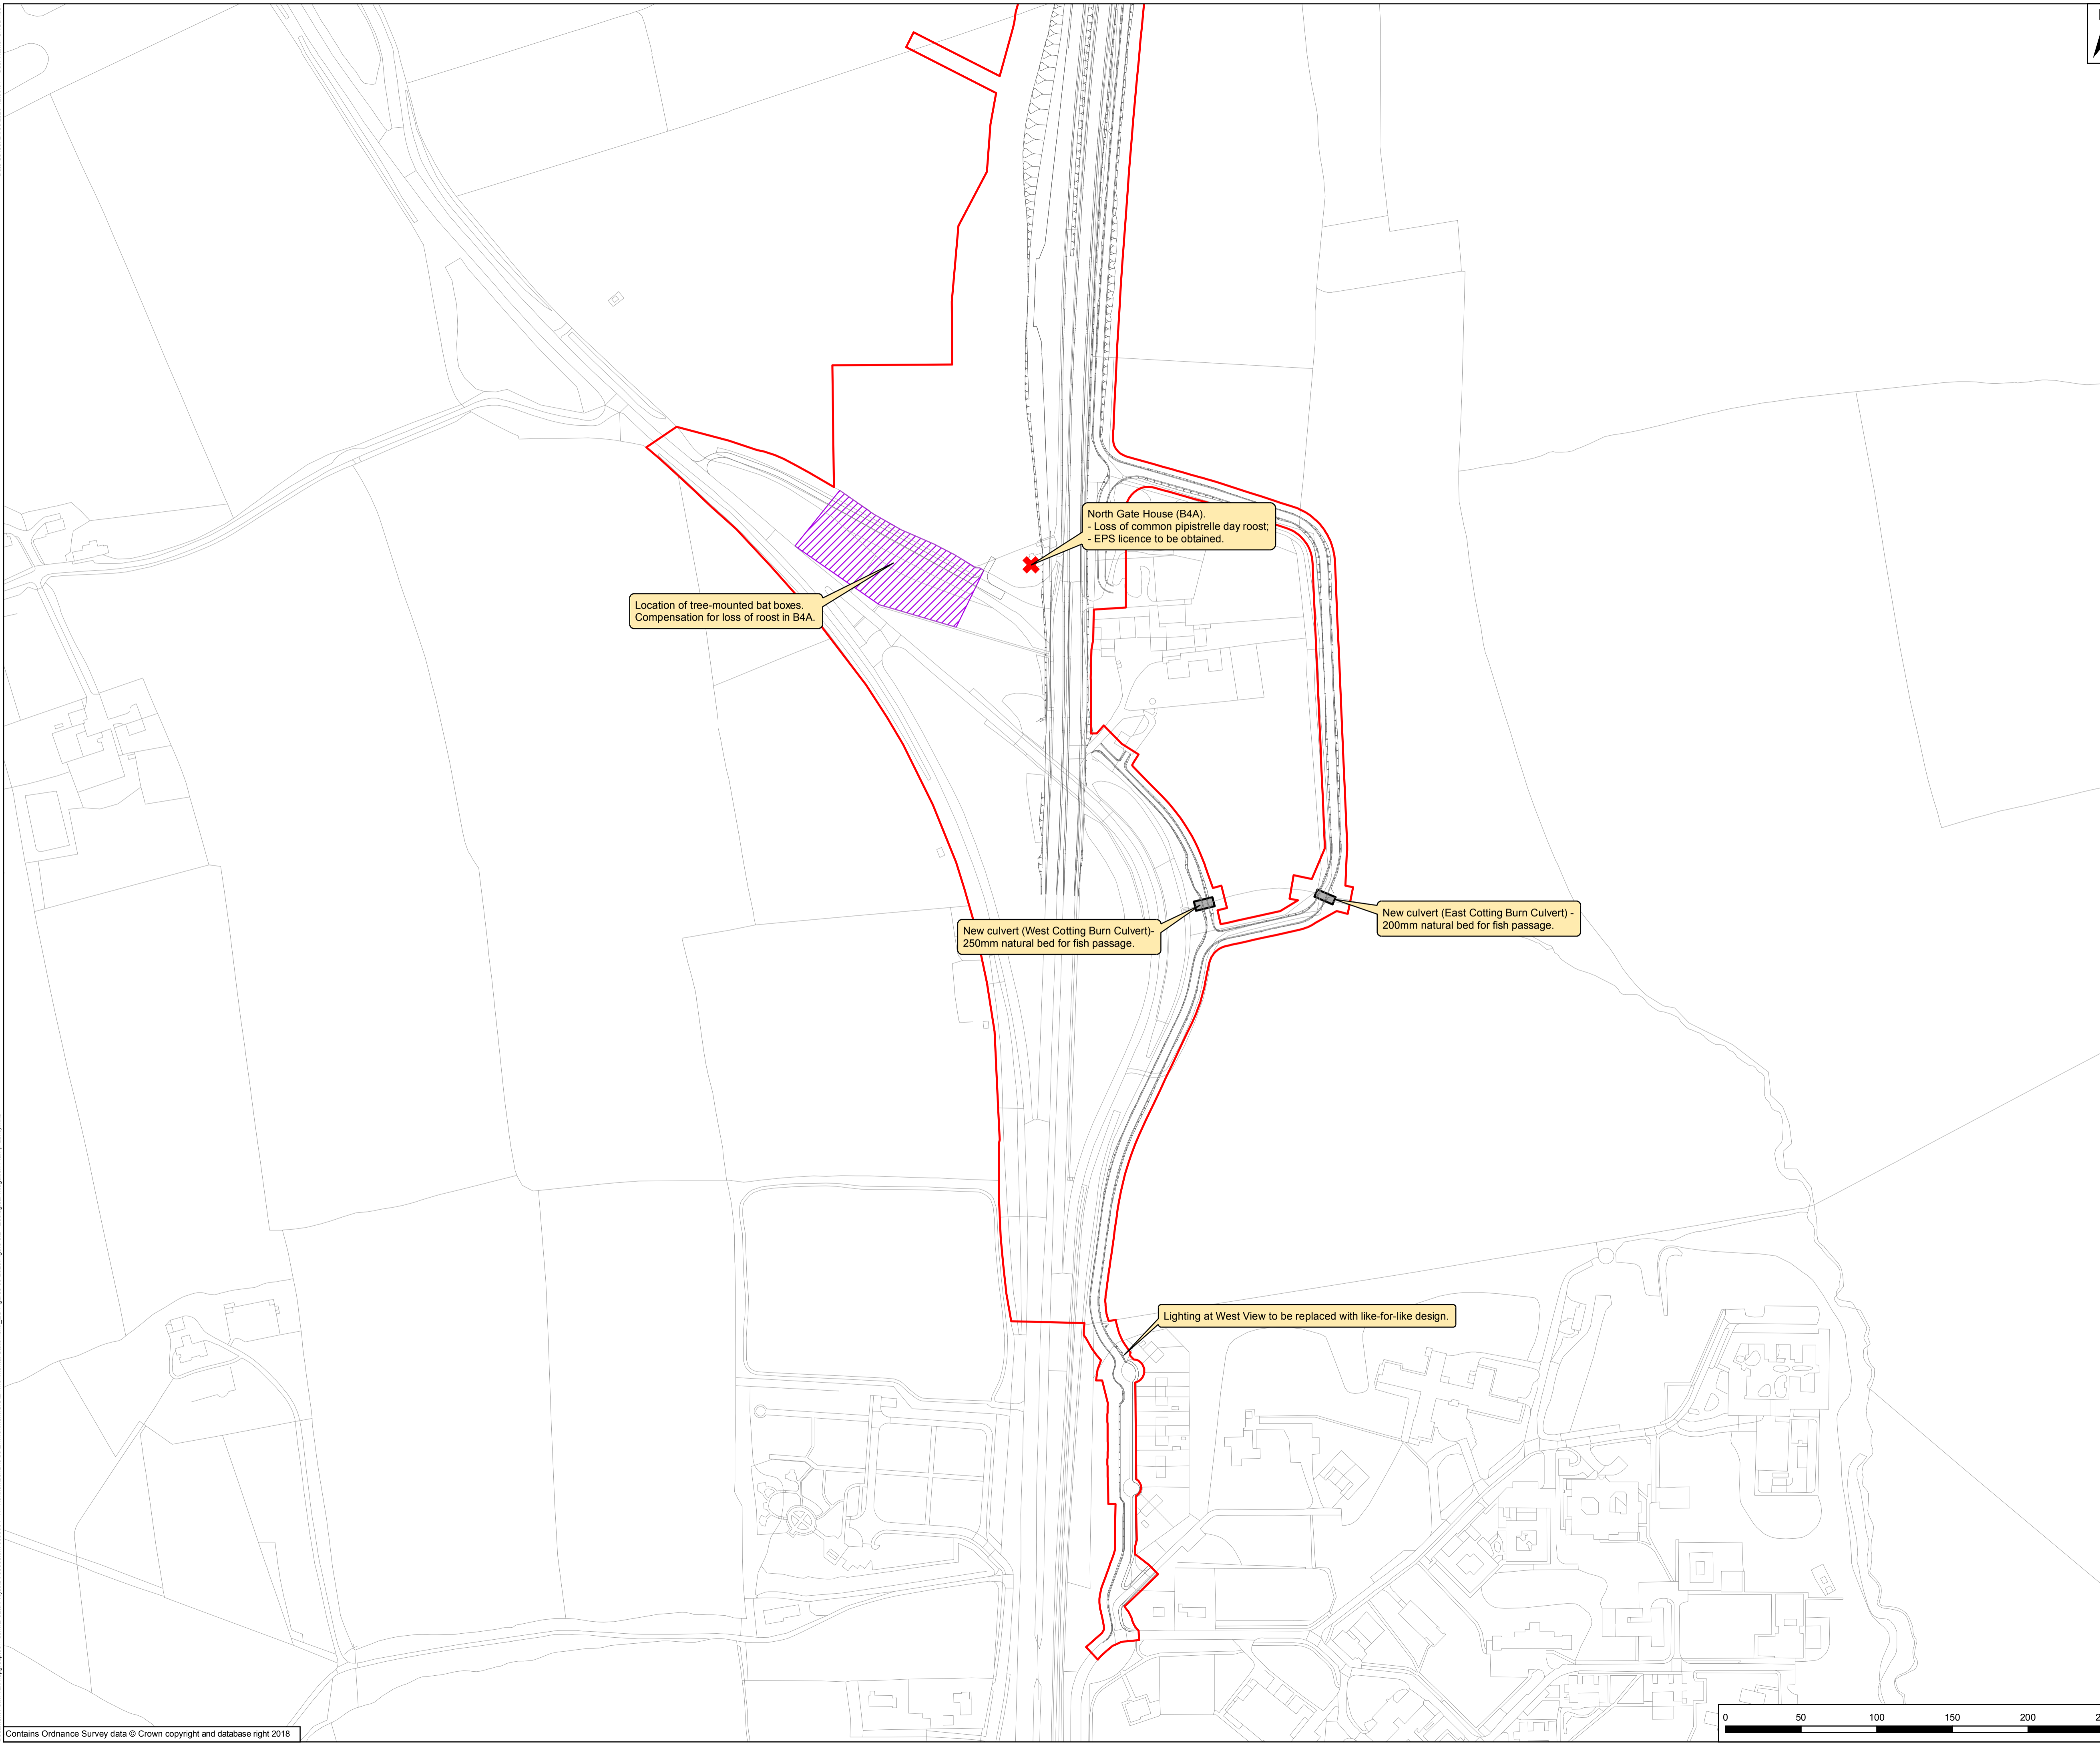 North Gate House (B4A).
- Loss of common pipistrelle day roost;
- EPS licence to be obtained.
Location of tree-mounted bat boxes.
Compensation for loss of roost in B4A.
New culvert (East Cotting Burn Culvert) -
200mm natural bed for fish passage.
New culvert (West Cotting Burn Culvert)-
250mm natural bed for fish passage.
Lighting at West View to be replaced with like-for-like design.
0 50 100 150 200
Contains Ordnance Survey data © Crown copyright and database right 2018